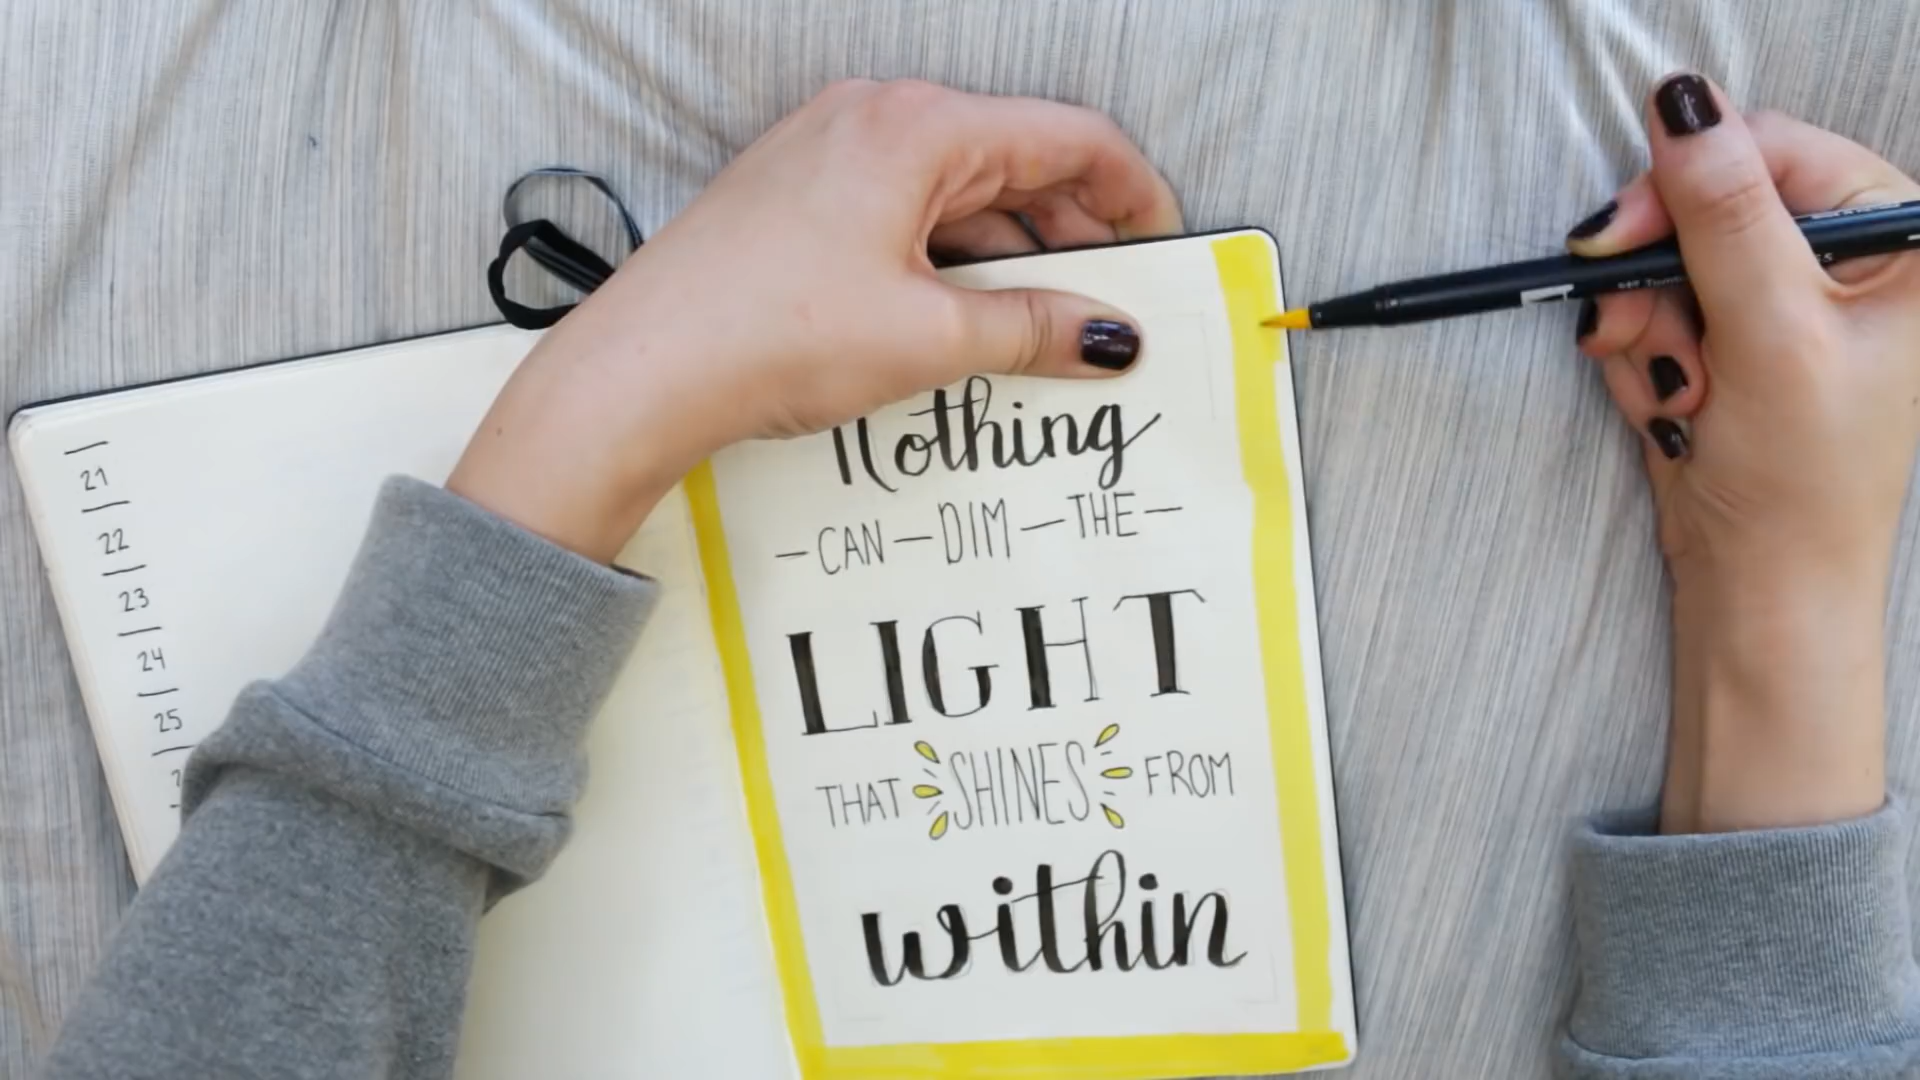 21
22
23
24
25
Nothing
-CAN-DIM-THE-
LIGHT
THAT SHINES FROM
within